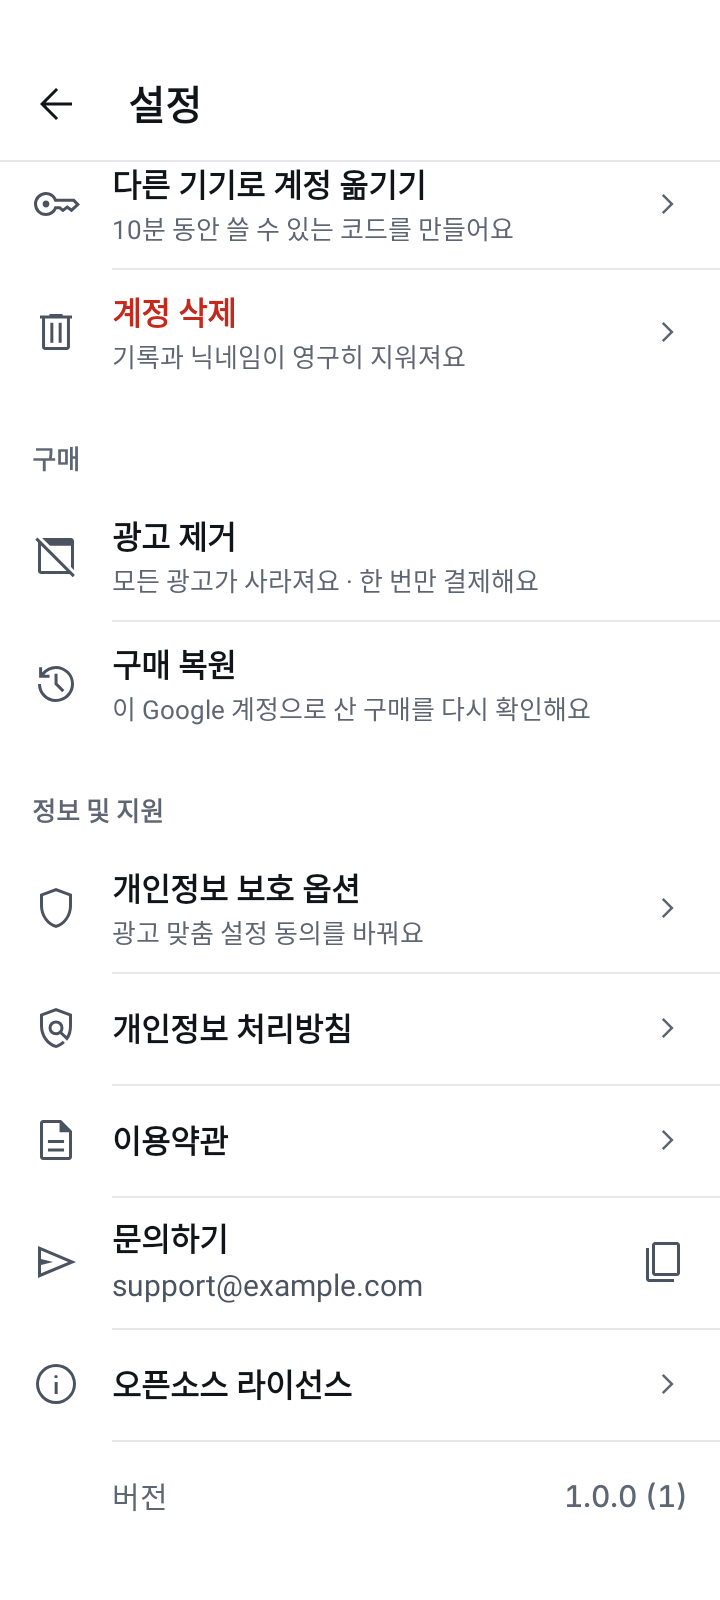 설정
다른 기기로 계정 옮기기
10분 동안 쓸 수 있는 코드를 만들어요
계정 삭제
기록과 닉네임이 영구히 지워져요
구매
광고 제거
모든 광고가 사라져요 · 한 번만 결제해요
구매 복원
이 Google 계정으로 산 구매를 다시 확인해요
정보 및 지원
개인정보 보호 옵션
광고 맞춤 설정 동의를 바꿔요
개인정보 처리방침
이용약관
문의하기
support@example.com
오픈소스 라이선스
버전 1.0.0 (1)